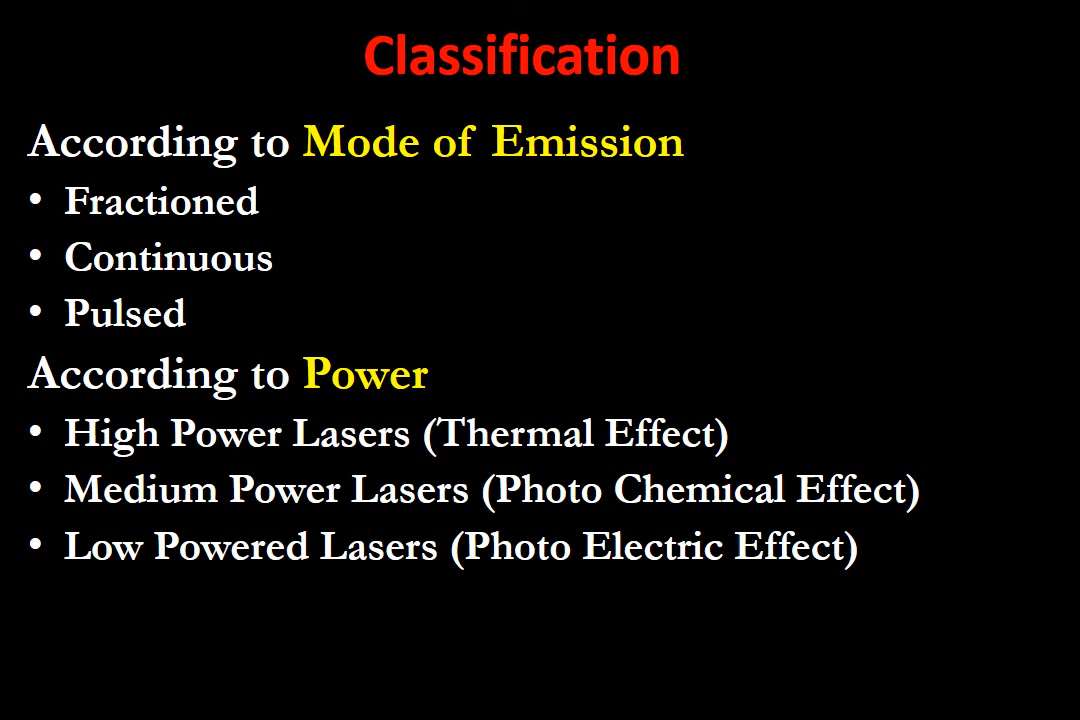 Classification
According to Mode of Emission
• Fractioned
• Continuous
• Pulsed
According to Power
• High Power Lasers (Thermal Effect)
• Medium Power Lasers (Photo Chemical Effect)
• Low Powered Lasers (Photo Electric Effect)